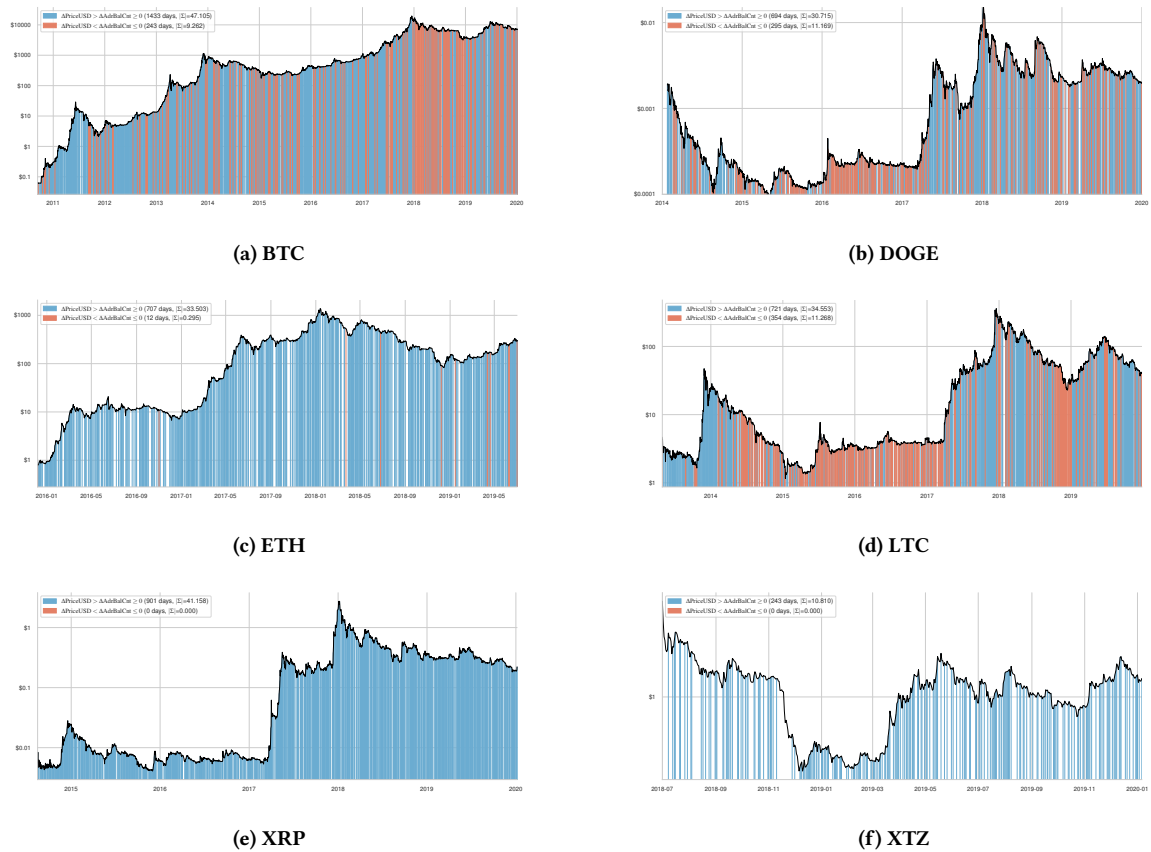 ΔPriceUSD > ΔAdrBalCnt ≥ 0 (1433 days, |Σ|=47.105)
ΔPriceUSD < ΔAdrBalCnt ≤ 0 (243 days, |Σ|=9.262)
$10000
$1000
$100
$10
$1
$0.1
2011 2012 2013 2014 2015 2016 2017 2018 2019 2020
(a) BTC
ΔPriceUSD > ΔAdrBalCnt ≥ 0 (694 days, |Σ|=30.715)
ΔPriceUSD < ΔAdrBalCnt ≤ 0 (295 days, |Σ|=11.169)
$0.01
$0.001
$0.0001
2014 2015 2016 2017 2018 2019 2020
(b) DOGE
ΔPriceUSD > ΔAdrBalCnt ≥ 0 (707 days, |Σ|=33.503)
ΔPriceUSD < ΔAdrBalCnt ≤ 0 (12 days, |Σ|=0.295)
$1000
$100
$10
$1
2016-01 2016-05 2016-09 2017-01 2017-05 2017-09 2018-01 2018-05 2018-09 2019-01 2019-05
(c) ETH
ΔPriceUSD > ΔAdrBalCnt ≥ 0 (721 days, |Σ|=34.553)
ΔPriceUSD < ΔAdrBalCnt ≤ 0 (354 days, |Σ|=11.268)
$100
$10
$1
2014 2015 2016 2017 2018 2019
(d) LTC
ΔPriceUSD > ΔAdrBalCnt ≥ 0 (901 days, |Σ|=41.158)
ΔPriceUSD < ΔAdrBalCnt ≤ 0 (0 days, |Σ|=0.000)
$1
$0.1
$0.01
2015 2016 2017 2018 2019 2020
(e) XRP
ΔPriceUSD > ΔAdrBalCnt ≥ 0 (243 days, |Σ|=10.810)
ΔPriceUSD < ΔAdrBalCnt ≤ 0 (0 days, |Σ|=0.000)
$1
2018-07 2018-09 2018-11 2019-01 2019-03 2019-05 2019-07 2019-09 2019-11 2020-01
(f) XTZ